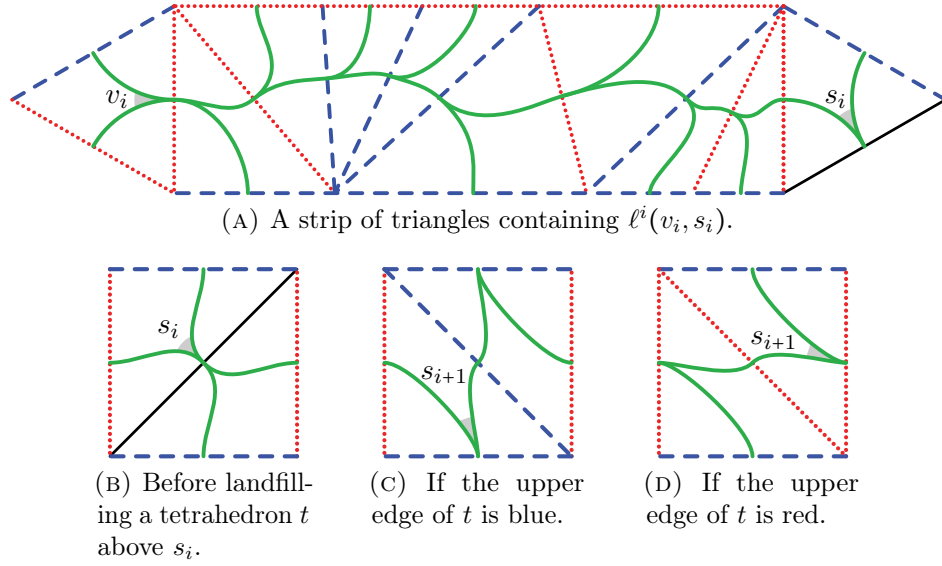 v_i
s_i
(A) A strip of triangles containing ℓ^i(v_i, s_i).
s_i
s_{i+1}
s_{i+1}
(B) Before landfill-
ing a tetrahedron t
above s_i.
(C) If the upper
edge of t is blue.
(D) If the upper
edge of t is red.